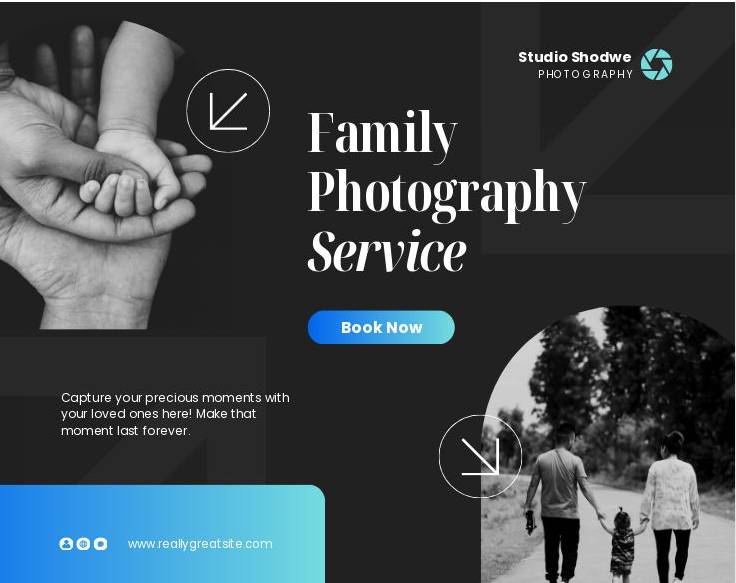 Studio Shodwe
PHOTOGRAPHY
Family
Photography
Service
Book Now
Capture your precious moments with
your loved ones here! Make that
moment last forever.
www.reallygreatsite.com